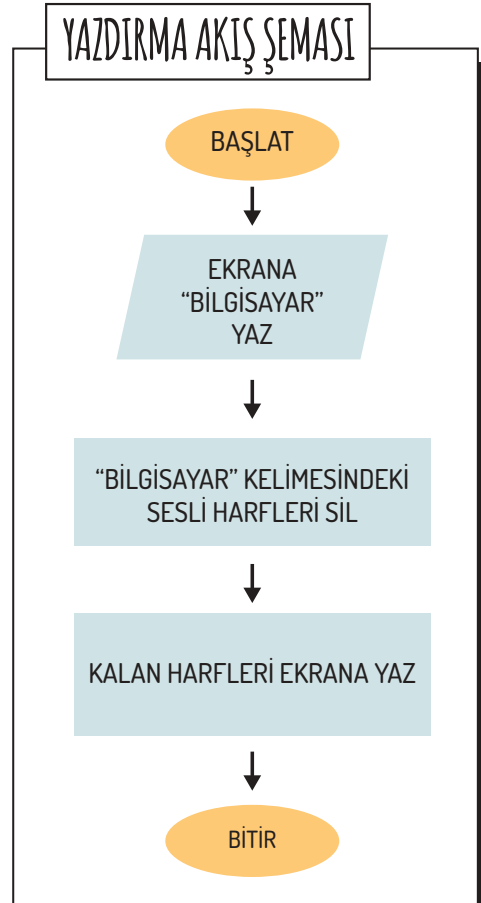 YAZDIRMA AKIŞ ŞEMASI
BAŞLAT
EKRANA
“BİLGİSAYAR”
YAZ
“BİLGİSAYAR” KELİMESİNDEKİ
SESLİ HARFLERİ SİL
KALAN HARFLERİ EKRANA YAZ
BİTİR